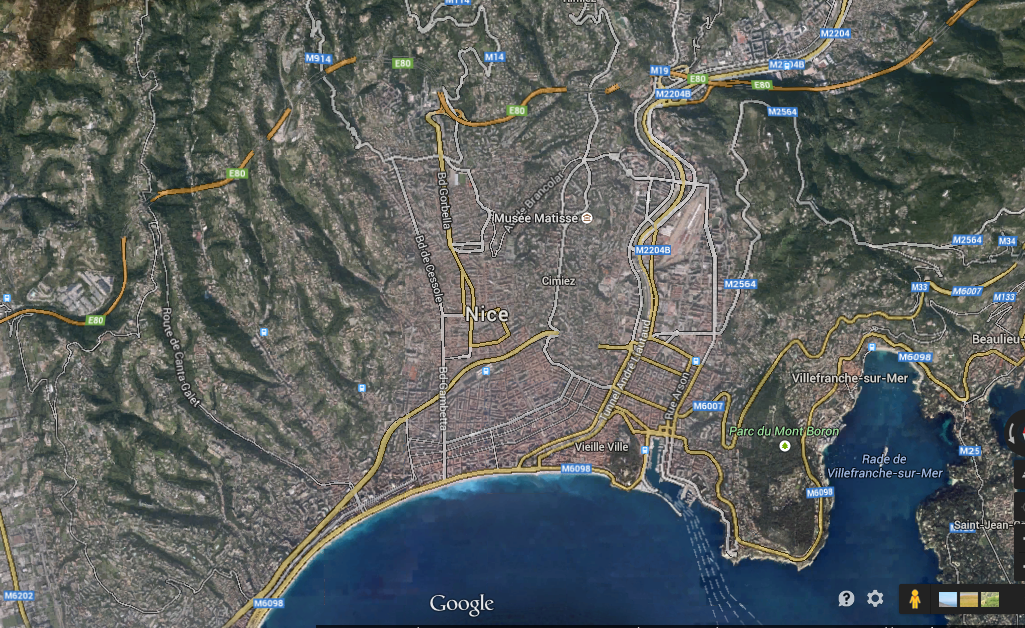 M114
Rimiez
M914
E80
M14
M2204
M19
M2204B
E80
M2204B
E80
E80
M2564
E80
Bd Gorbella
Avenue Brancolar
Musée Matisse
Bd de Cessole
M2204B
M2564
M34
Cimiez
M2564
M33
M6007
M133
E80
Route de Canta Galet
Nice
Tunnel André Liautaud
Beaulieu-
M6098
Villefranche-sur-Mer
Bd Gambetta
Rue Arson
M6007
Parc du Mont Boron
Vieille Ville
M25
Rade de
Villefranche-sur-Mer
M6098
M6098
Saint-Jean-
M6202
M6098
Google
?